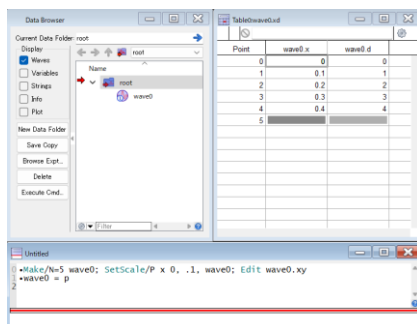 Data Browser
Current Data Folder: root
Display
Waves
Variables
Strings
Info
Plot
New Data Folder
Save Copy
Browse Expt...
Delete
Execute Cmd...
root
Name
root
wave0
Filter
Table0:wave0.xd
Point wave0.x wave0.d
0 0 0
1 0.1 1
2 0.2 2
3 0.3 3
4 0.4 4
5
Untitled
0 •Make/N=5 wave0; SetScale/P x 0, .1, wave0; Edit wave0.xy
1 •wave0 = p
2